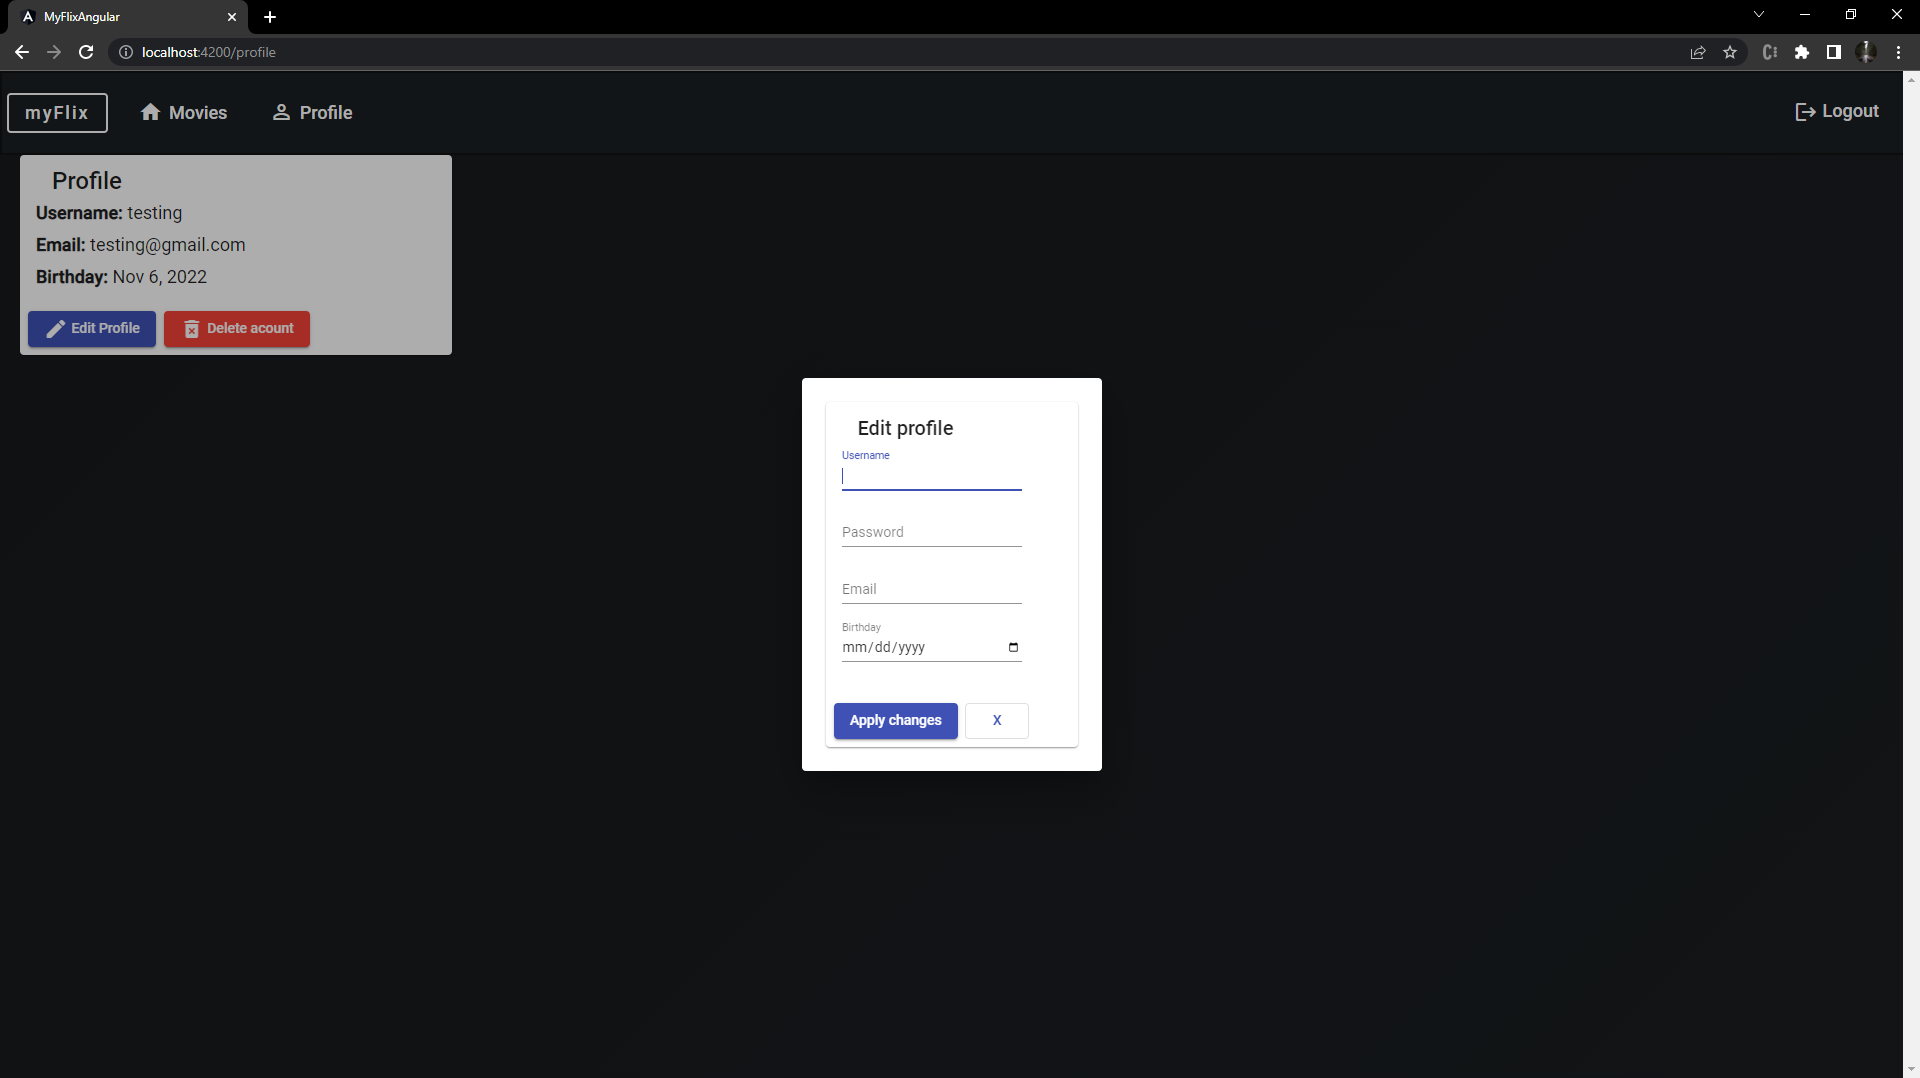 MyFlixAngular
localhost:4200/profile
myFlix
Movies
Profile
Logout
Profile
Username: testing
Email: testing@gmail.com
Birthday: Nov 6, 2022
Edit Profile
Delete acount
Edit profile
Username
Password
Email
Birthday
mm/dd/yyyy
Apply changes
X